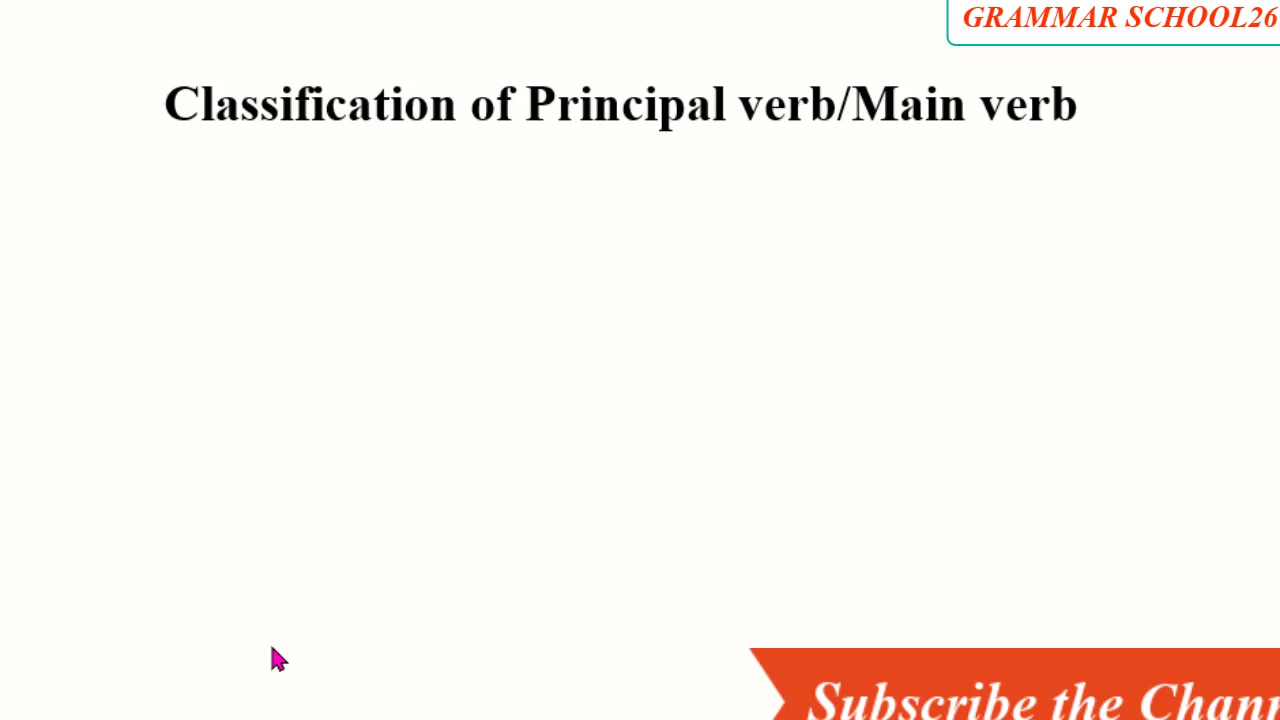 GRAMMAR SCHOOL26
Classification of Principal verb/Main verb
Subscribe the